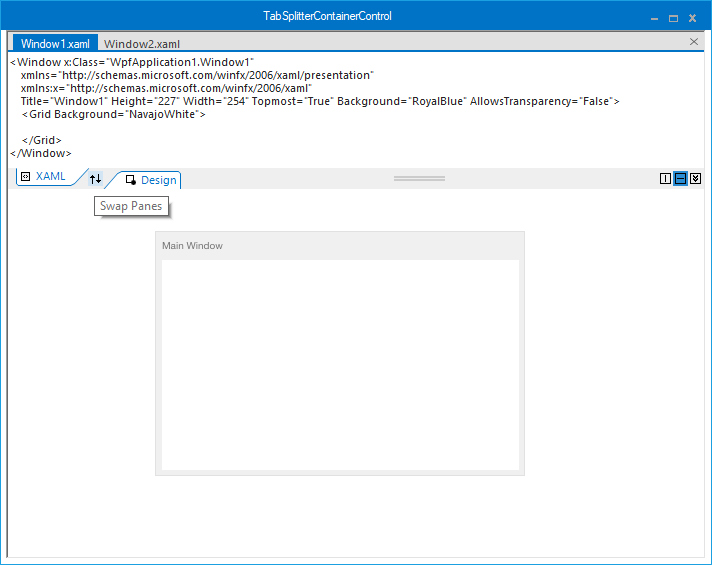 TabSplitterContainerControl
Window1.xaml Window2.xaml
<Window x:Class="WpfApplication1.Window1"
xmlns="http://schemas.microsoft.com/winfx/2006/xaml/presentation"
xmlns:x="http://schemas.microsoft.com/winfx/2006/xaml"
Title="Window1" Height="227" Width="254" Topmost="True" Background="RoyalBlue" AllowsTransparency="False">
<Grid Background="NavajoWhite">
</Grid>
</Window>
XAML Design
Swap Panes
Main Window